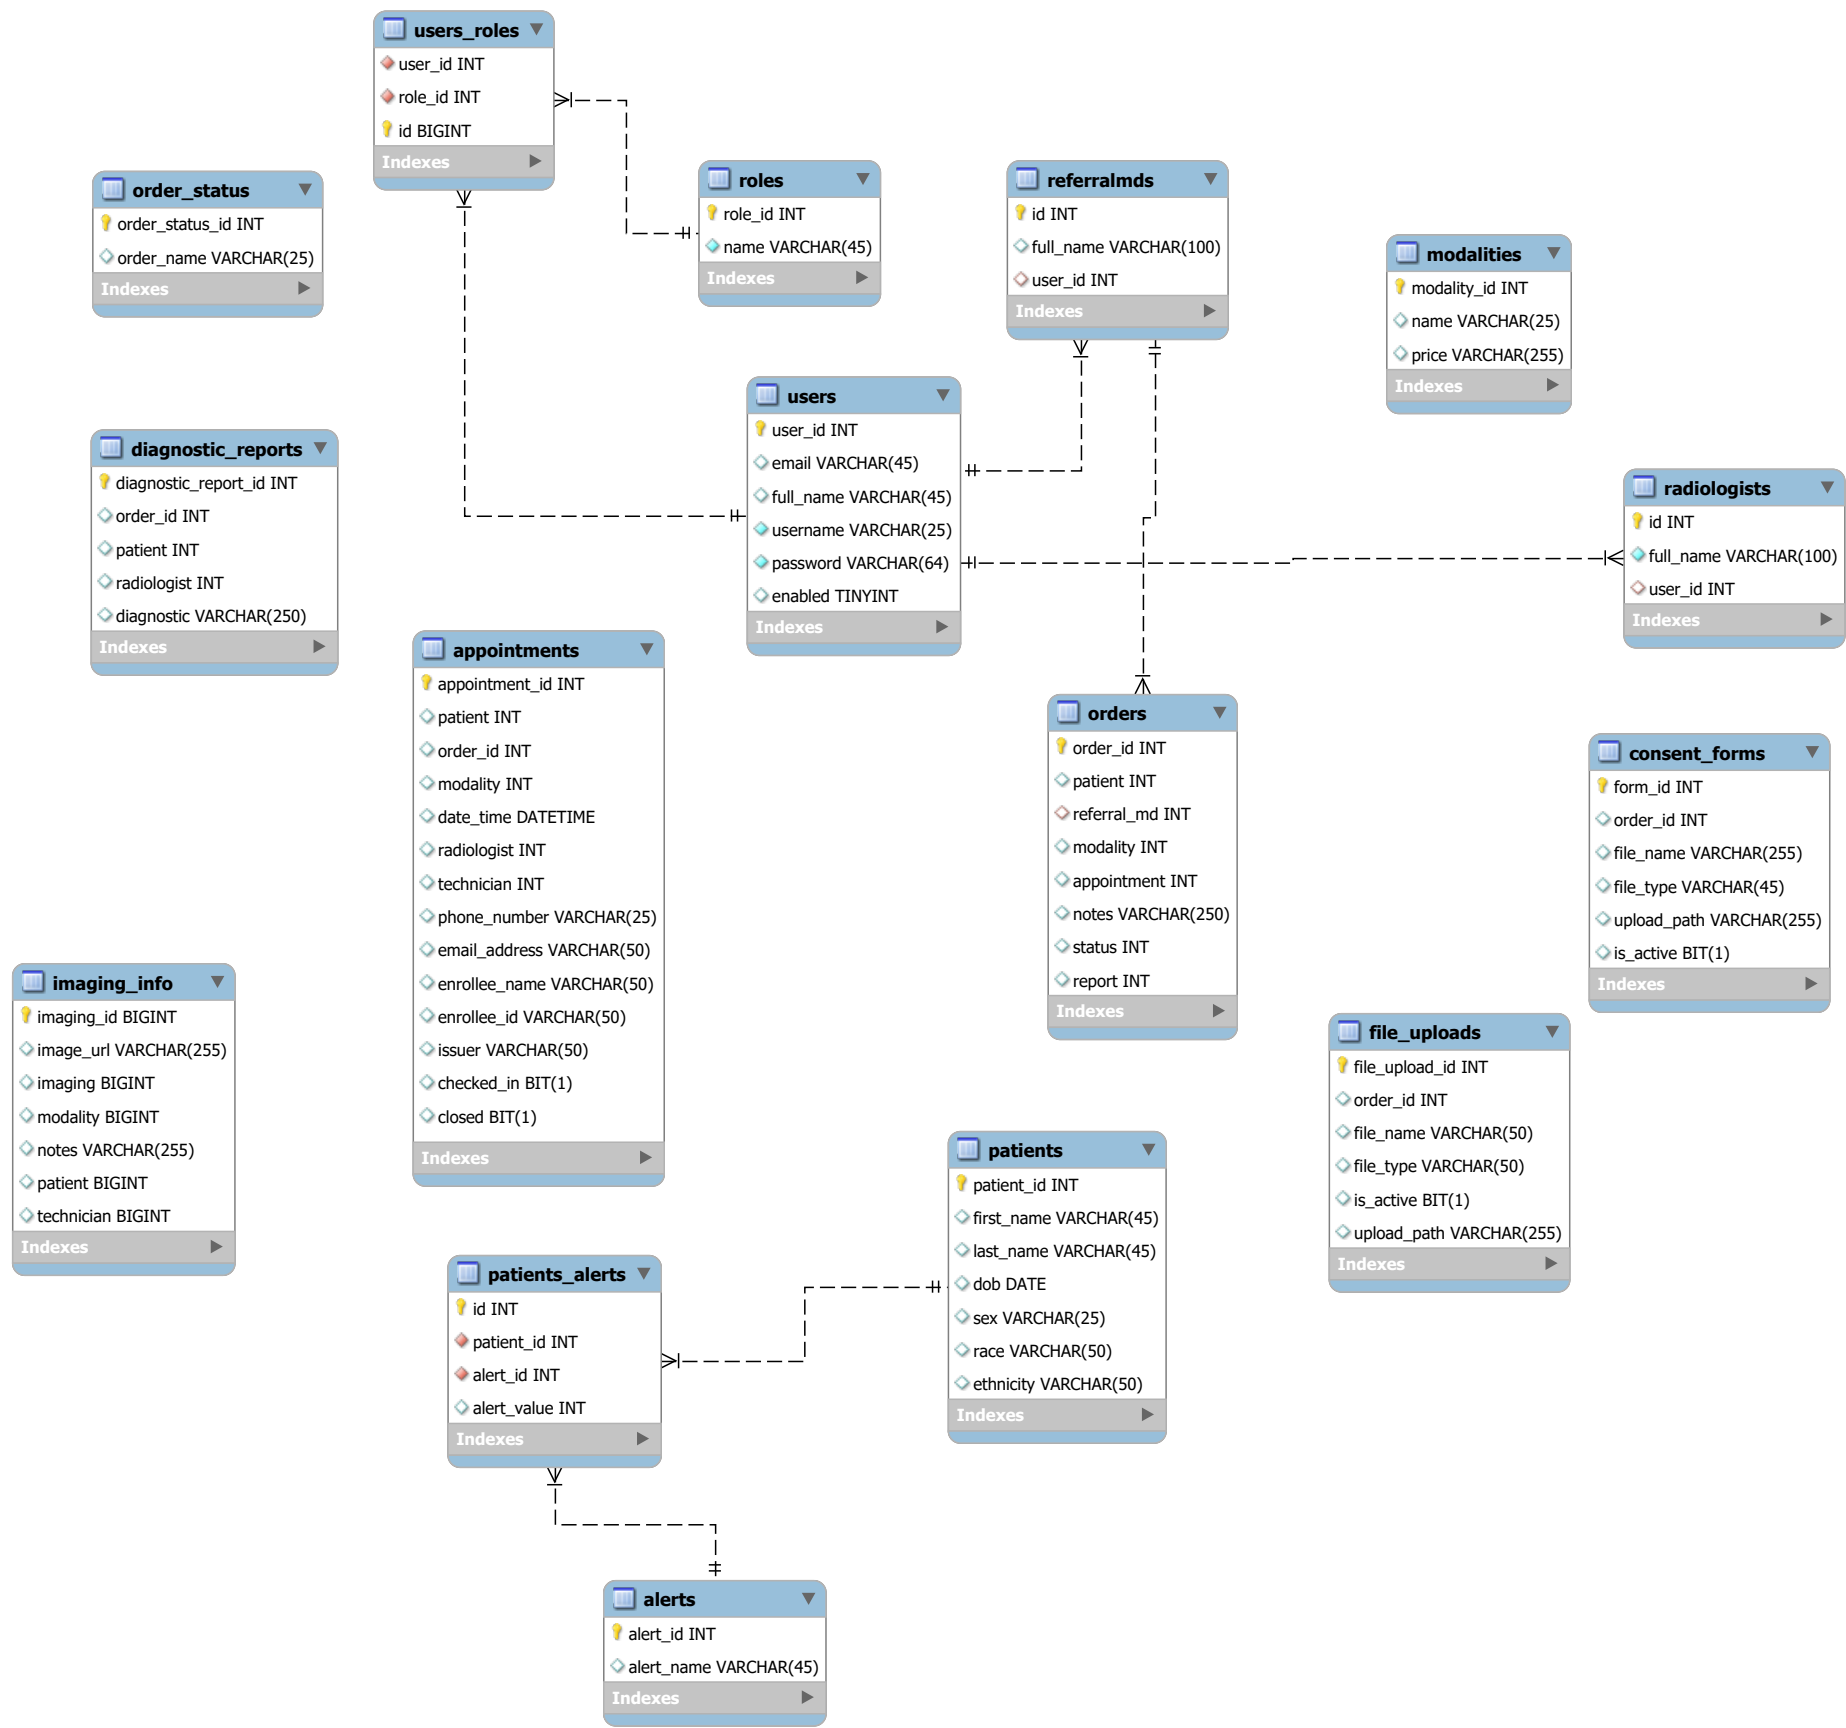 users_roles
user_id INT
role_id INT
id BIGINT
Indexes
order_status
order_status_id INT
order_name VARCHAR(25)
Indexes
roles
role_id INT
name VARCHAR(45)
Indexes
referralmds
id INT
full_name VARCHAR(100)
user_id INT
Indexes
modalities
modality_id INT
name VARCHAR(25)
price VARCHAR(255)
Indexes
users
user_id INT
email VARCHAR(45)
full_name VARCHAR(45)
username VARCHAR(25)
password VARCHAR(64)
enabled TINYINT
Indexes
diagnostic_reports
diagnostic_report_id INT
order_id INT
patient INT
radiologist INT
diagnostic VARCHAR(250)
Indexes
radiologists
id INT
full_name VARCHAR(100)
user_id INT
Indexes
appointments
appointment_id INT
patient INT
order_id INT
modality INT
date_time DATETIME
radiologist INT
technician INT
phone_number VARCHAR(25)
email_address VARCHAR(50)
enrollee_name VARCHAR(50)
enrollee_id VARCHAR(50)
issuer VARCHAR(50)
checked_in BIT(1)
closed BIT(1)
Indexes
orders
order_id INT
patient INT
referral_md INT
modality INT
appointment INT
notes VARCHAR(250)
status INT
report INT
Indexes
consent_forms
form_id INT
order_id INT
file_name VARCHAR(255)
file_type VARCHAR(45)
upload_path VARCHAR(255)
is_active BIT(1)
Indexes
imaging_info
imaging_id BIGINT
image_url VARCHAR(255)
imaging BIGINT
modality BIGINT
notes VARCHAR(255)
patient BIGINT
technician BIGINT
Indexes
file_uploads
file_upload_id INT
order_id INT
file_name VARCHAR(50)
file_type VARCHAR(50)
is_active BIT(1)
upload_path VARCHAR(255)
Indexes
patients
patient_id INT
first_name VARCHAR(45)
last_name VARCHAR(45)
dob DATE
sex VARCHAR(25)
race VARCHAR(50)
ethnicity VARCHAR(50)
Indexes
patients_alerts
id INT
patient_id INT
alert_id INT
alert_value INT
Indexes
alerts
alert_id INT
alert_name VARCHAR(45)
Indexes